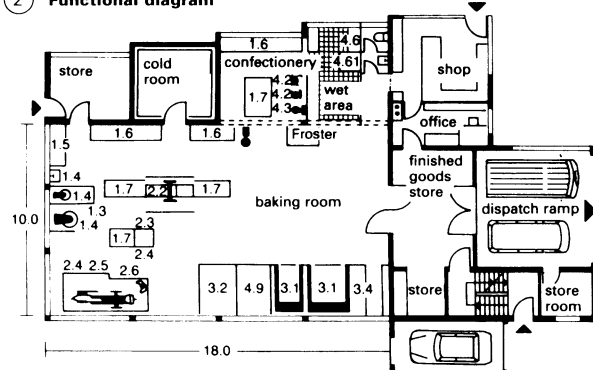 2 Functional diagram
1.6
4.6
store
cold
room
confectionery
4.61
shop
4.2
1.7
4.2
4.3
wet
area
office
1.5
1.6
1.6
Froster
finished
goods
store
1.4
1.4
1.7
2.2
1.7
baking room
dispatch ramp
1.3
1.4
10.0
2.3
1.7
2.4
2.4 2.5 2.6
3.2
4.9
3.1
3.1
3.4
store
store
room
18.0